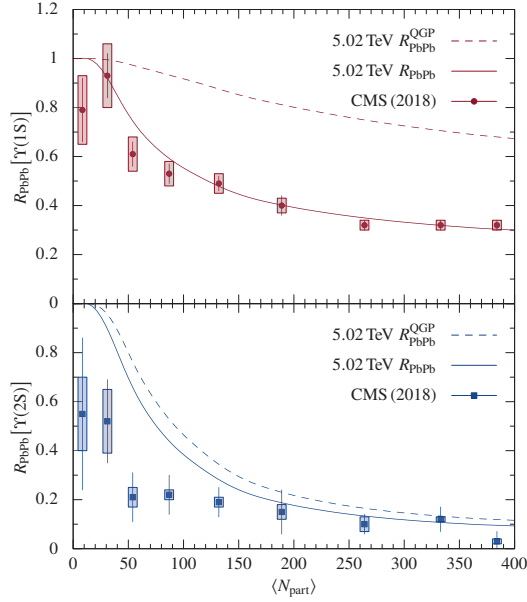 1.2
1
0.8
0.6
0.4
0.2
0
R_PbPb [ϒ(1S)]
5.02 TeV R_PbPb^QGP
5.02 TeV R_PbPb
CMS (2018)
0.8
0.6
0.4
0.2
0
R_PbPb [ϒ(2S)]
5.02 TeV R_PbPb^QGP
5.02 TeV R_PbPb
CMS (2018)
0 50 100 150 200 250 300 350 400
⟨N_part⟩